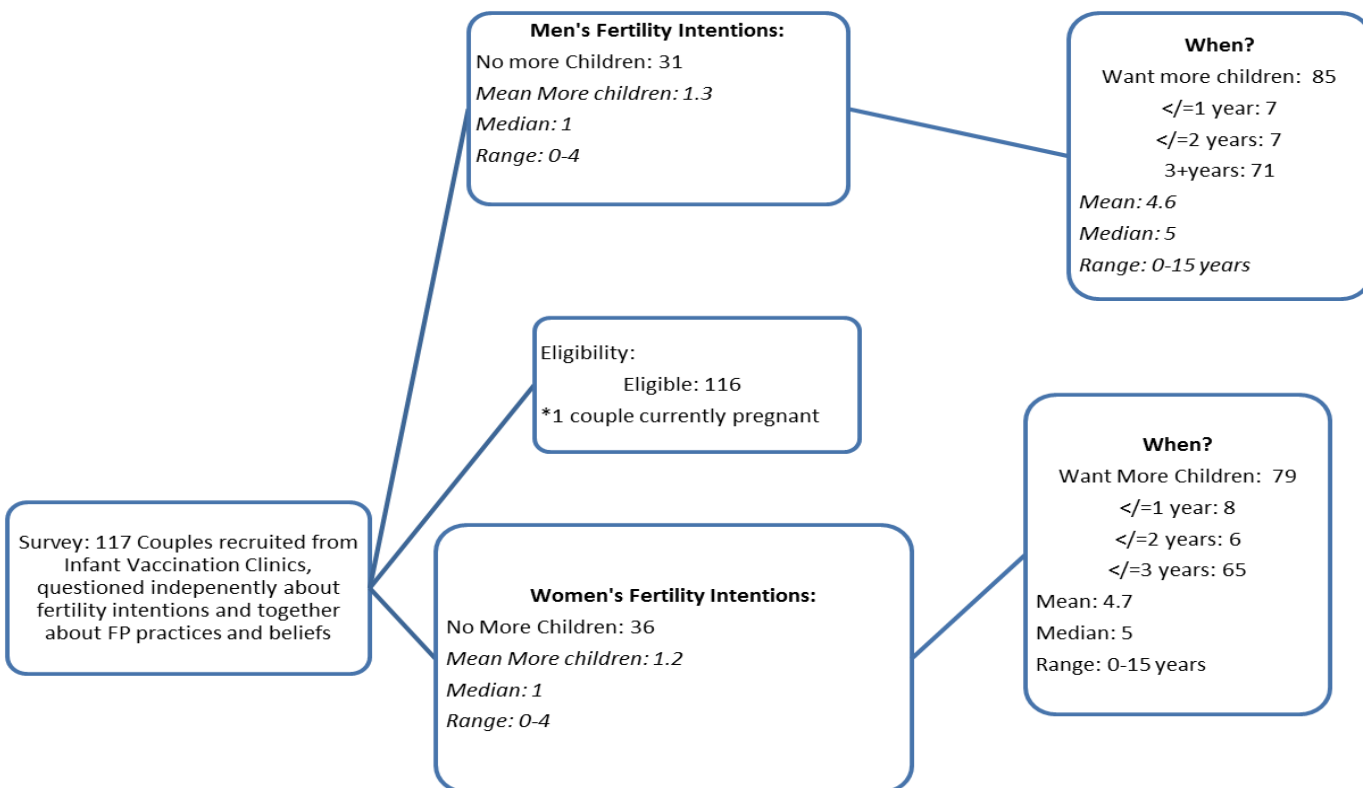 Survey: 117 Couples recruited from
Infant Vaccination Clinics,
questioned indepenently about
fertility intentions and together
about FP practices and beliefs
Men's Fertility Intentions:
No more Children: 31
Mean More children: 1.3
Median: 1
Range: 0-4
When?
Want more children: 85
</=1 year: 7
</=2 years: 7
3+years: 71
Mean: 4.6
Median: 5
Range: 0-15 years
Eligibility:
Eligible: 116
*1 couple currently pregnant
Women's Fertility Intentions:
No More Children: 36
Mean More children: 1.2
Median: 1
Range: 0-4
When?
Want More Children: 79
</=1 year: 8
</=2 years: 6
</=3 years: 65
Mean: 4.7
Median: 5
Range: 0-15 years